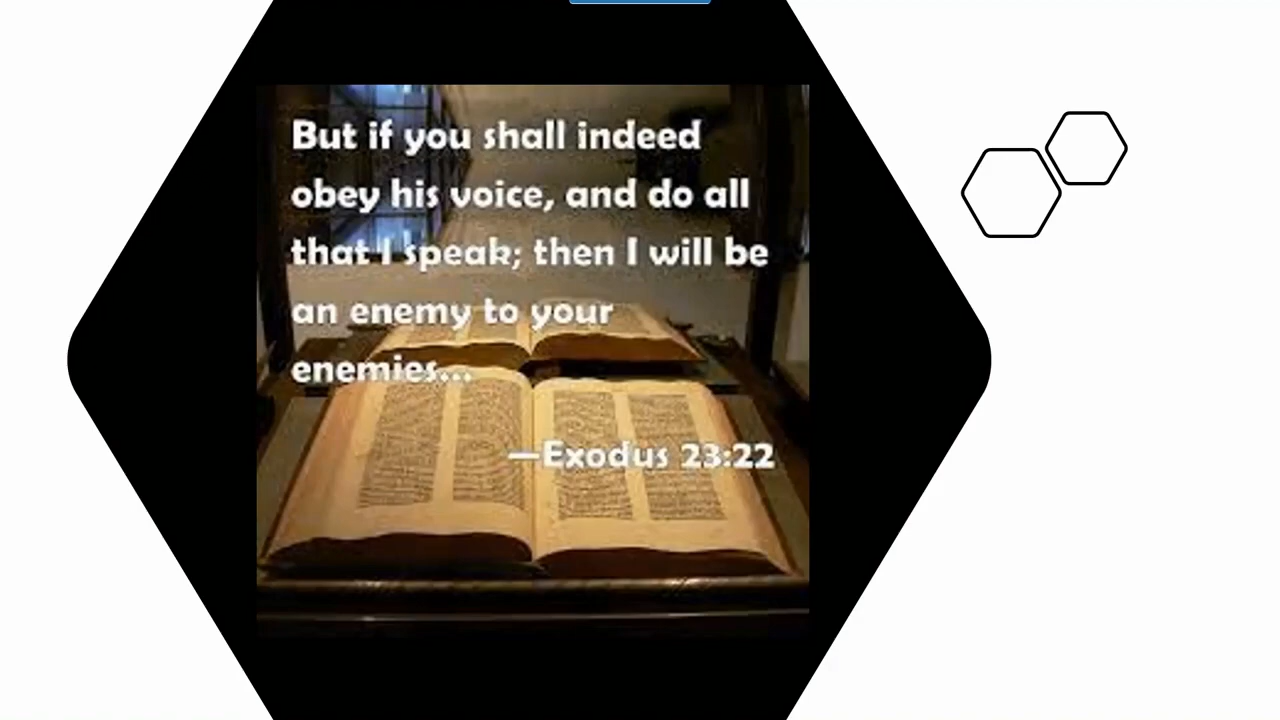 But if you shall indeed
obey his voice, and do all
that I speak; then I will be
an enemy to your
enemies...
—Exodus 23:22